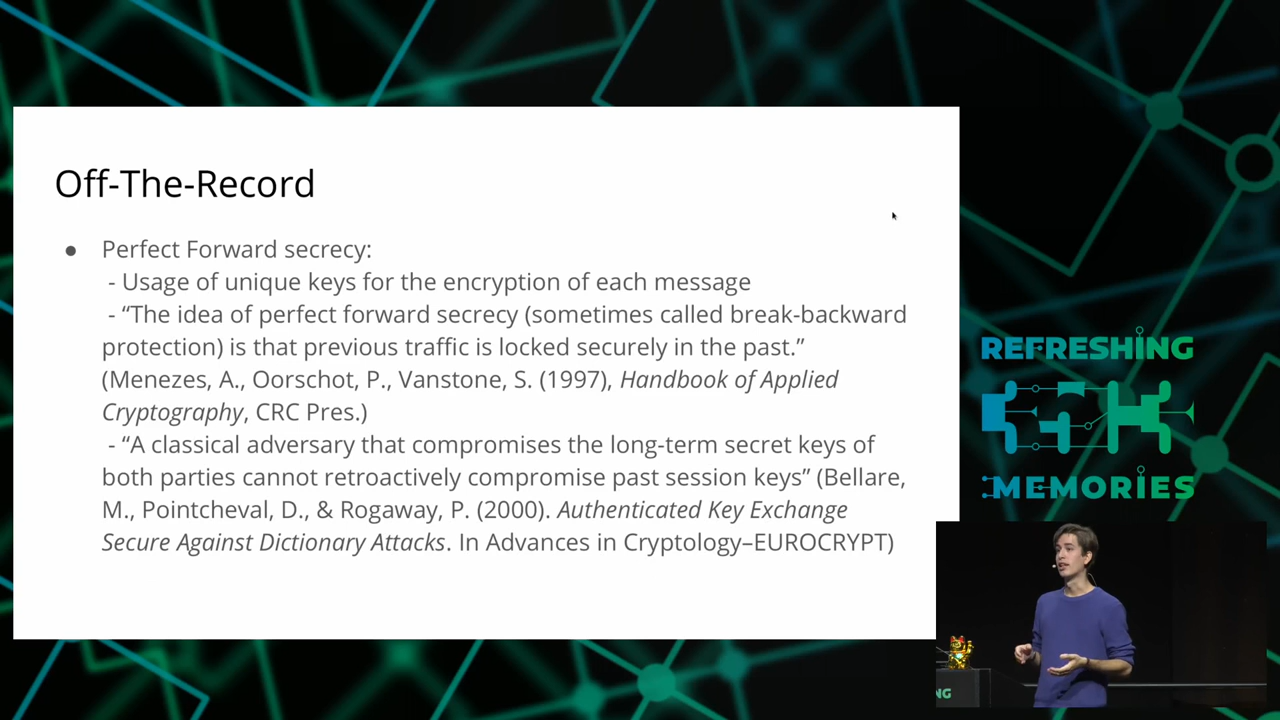 Off-The-Record
● Perfect Forward secrecy:
- Usage of unique keys for the encryption of each message
- “The idea of perfect forward secrecy (sometimes called break-backward
protection) is that previous traffic is locked securely in the past.”
(Menezes, A., Oorschot, P., Vanstone, S. (1997), Handbook of Applied
Cryptography, CRC Pres.)
- “A classical adversary that compromises the long-term secret keys of
both parties cannot retroactively compromise past session keys” (Bellare,
M., Pointcheval, D., & Rogaway, P. (2000). Authenticated Key Exchange
Secure Against Dictionary Attacks. In Advances in Cryptology–EUROCRYPT)
REFRESHING
MEMORIES
NG